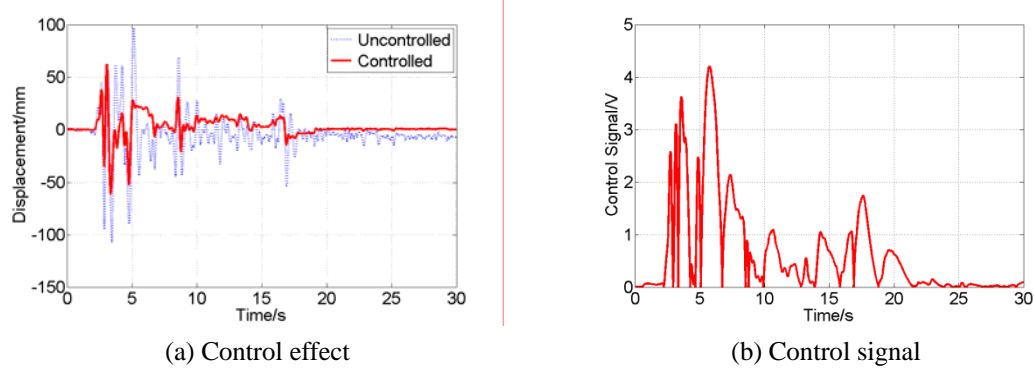 100
50
0
-50
-100
-150
Displacement/mm
0 5 10 15 20 25 30
Time/s
Uncontrolled
Controlled
(a) Control effect
5
4
3
2
1
0
Control Signal/V
0 5 10 15 20 25 30
Time/s
(b) Control signal